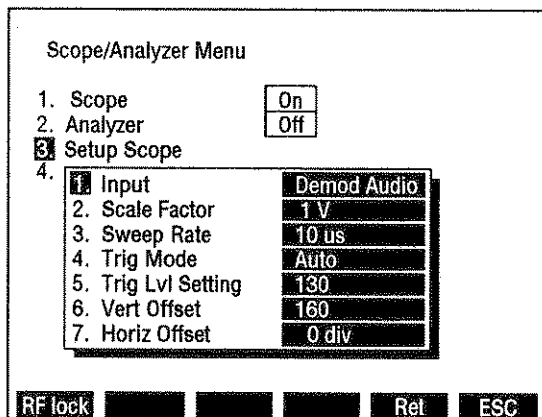 Scope/Analyzer Menu
1. Scope On
2. Analyzer Off
3 Setup Scope
4.
1. Input Demod Audio
2. Scale Factor 1 V
3. Sweep Rate 10 us
4. Trig Mode Auto
5. Trig Lvl Setting 130
6. Vert Offset 160
7. Horiz Offset 0 div
RF lock Ret ESC